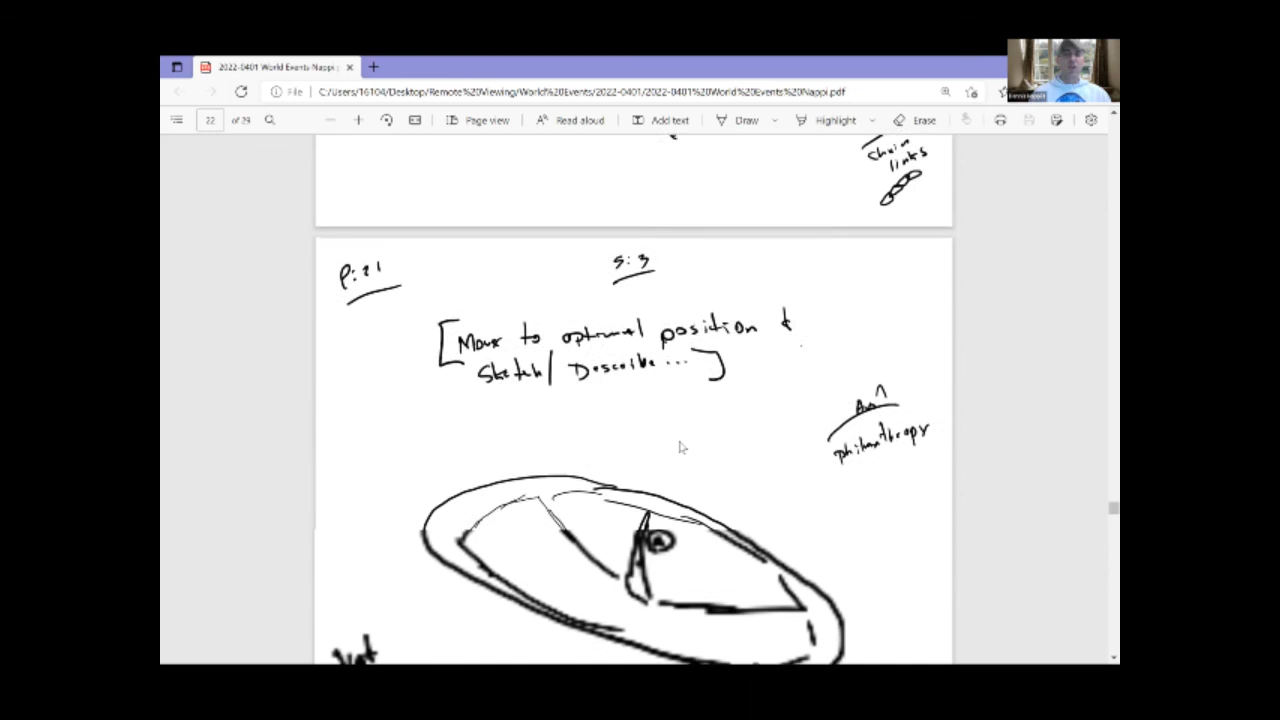 2022-0401 World Events Nappi.p
File
C:/Users/16104/Desktop/Remote%20Viewing/World%20Events/2022-0401/2022-0401%20World%20Events%20Nappi.pdf
22 of 29
Page view
Read aloud
Add text
Draw
Highlight
Erase
chain
links
P:21
S:3
[Move to optimal position &
Sketch/ Describe...]
philanthropy
A